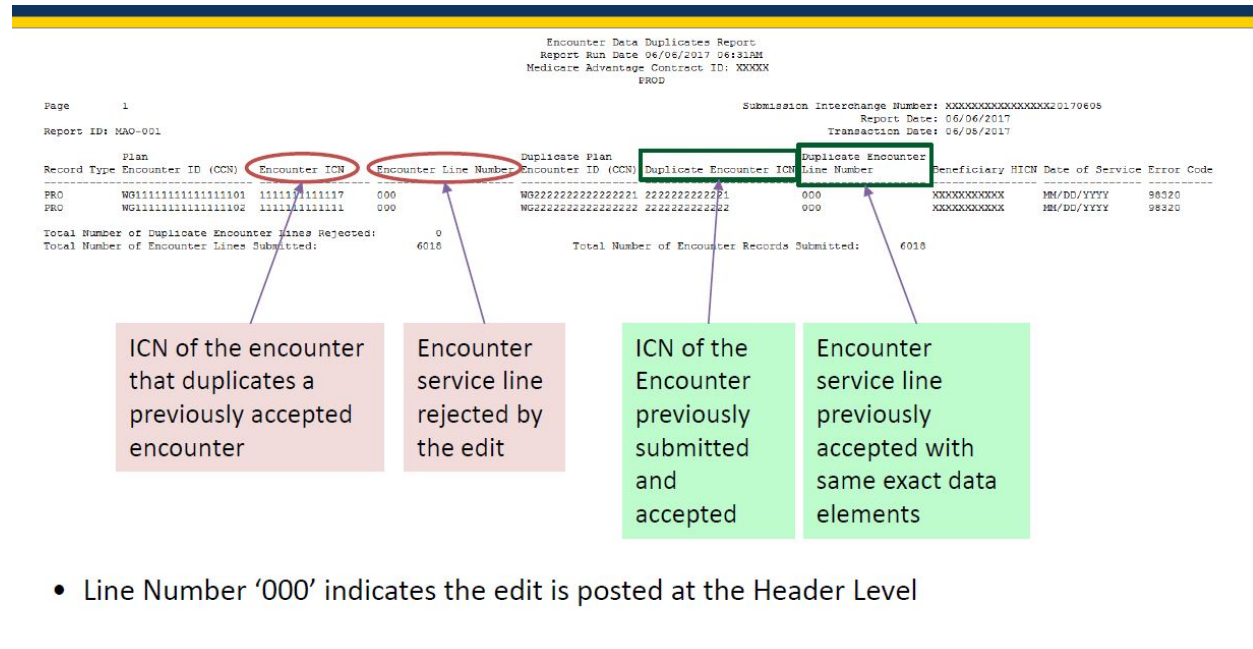 Encounter Data Duplicates Report
Report Run Date 06/06/2017 06:31AM
Medicare Advantage Contract ID: XXXXX
PROD
Page 1 Submission Interchange Number: XXXXXXXXXXXXXXXX20170605
Report Date: 06/06/2017
Report ID: MAO-001 Transaction Date: 06/05/2017
Plan Duplicate Plan Duplicate Encounter
Record Type Encounter ID (CCN) Encounter ICN Encounter Line Number Encounter ID (CCN) Duplicate Encounter ICN Line Number Beneficiary HICN Date of Service Error Code
PRO WG1111111111111101 1111111111117 000 WG2222222222222221 2222222222221 000 XXXXXXXXXXX MM/DD/YYYY 98320
PRO WG1111111111111102 1111111111111 000 WG2222222222222222 2222222222222 000 XXXXXXXXXXX MM/DD/YYYY 98320
Total Number of Duplicate Encounter Lines Rejected: 0
Total Number of Encounter Lines Submitted: 6018 Total Number of Encounter Records Submitted: 6018
ICN of the encounter
that duplicates a
previously accepted
encounter
Encounter
service line
rejected by
the edit
ICN of the
Encounter
previously
submitted
and
accepted
Encounter
service line
previously
accepted with
same exact data
elements
• Line Number ‘000’ indicates the edit is posted at the Header Level